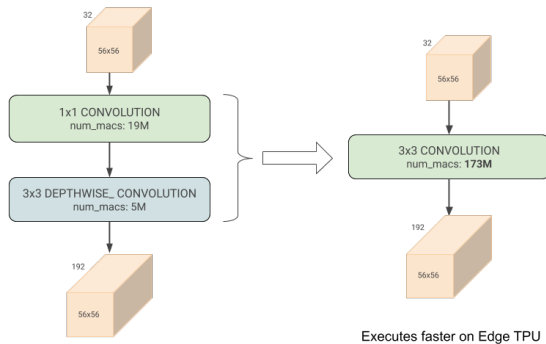 32
56x56
1x1 CONVOLUTION
num_macs: 19M
3x3 DEPTHWISE_ CONVOLUTION
num_macs: 5M
192
56x56
32
56x56
3x3 CONVOLUTION
num_macs: 173M
192
56x56
Executes faster on Edge TPU